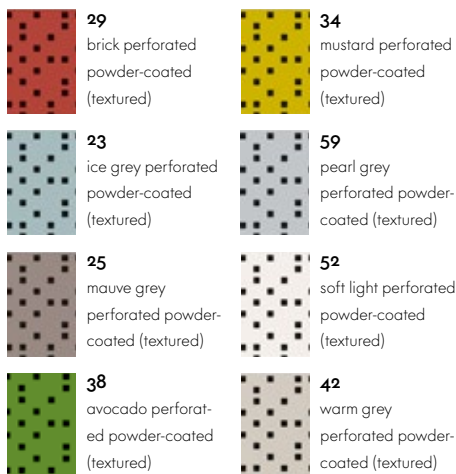 29
brick perforated
powder-coated
(textured)
34
mustard perforated
powder-coated
(textured)
23
ice grey perforated
powder-coated
(textured)
59
pearl grey
perforated powder-
coated (textured)
25
mauve grey
perforated powder-
coated (textured)
52
soft light perforated
powder-coated
(textured)
38
avocado perforat-
ed powder-coated
(textured)
42
warm grey
perforated powder-
coated (textured)